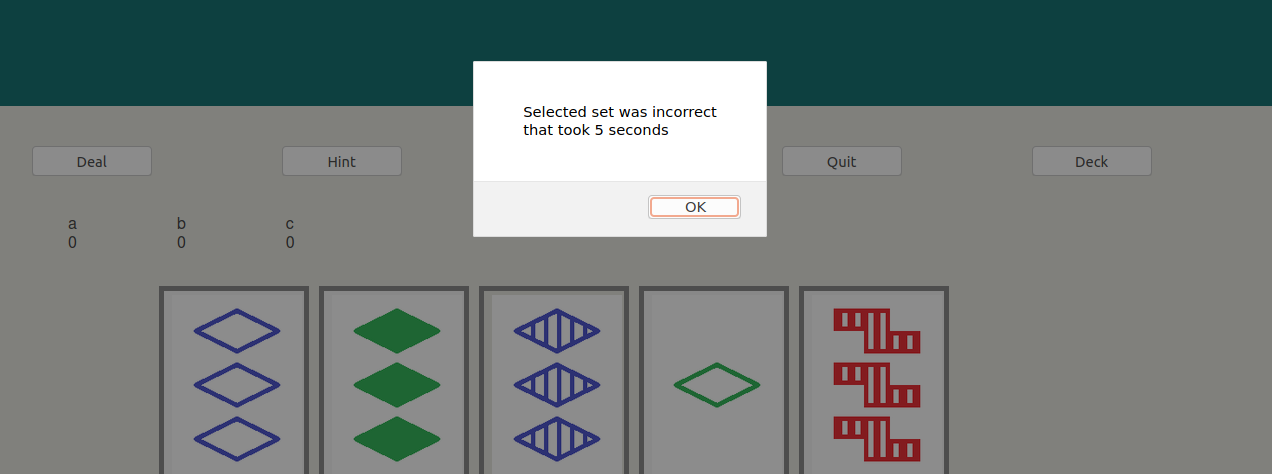 Selected set was incorrect
that took 5 seconds
OK
Deal
Hint
Quit
Deck
a b c
0 0 0